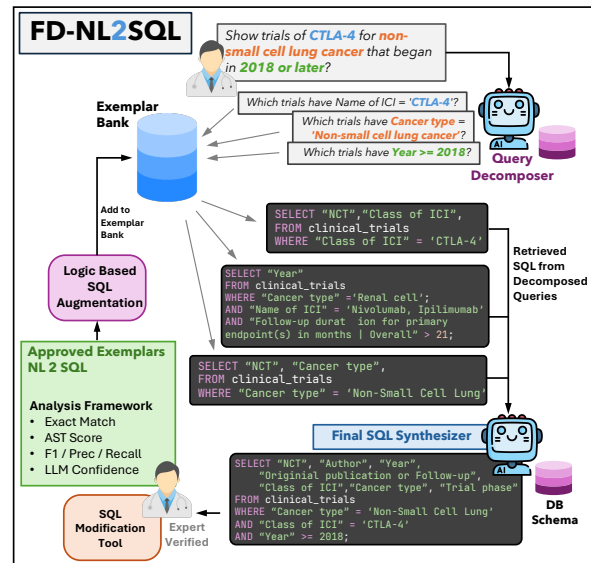 FD-NL2SQL
Show trials of CTLA-4 for non-
small cell lung cancer that began
in 2018 or later?
Exemplar
Bank
Which trials have Name of ICI = 'CTLA-4'?
Which trials have Cancer type =
'Non-small cell lung cancer'?
Which trials have Year >= 2018?
AI
Query
Decomposer
Add to
Exemplar
Bank
SELECT "NCT","Class of ICI",
FROM clinical_trials
WHERE "Class of ICI" = 'CTLA-4'
Retrieved
SQL from
Decomposed
Queries
Logic Based
SQL
Augmentation
SELECT "Year"
FROM clinical_trials
WHERE "Cancer type" ='Renal cell';
AND "Name of ICI" = 'Nivolumab, Ipilimumab'
AND "Follow-up durat ion for primary
endpoint(s) in months | Overall" > 21;
Approved Exemplars
NL 2 SQL
Analysis Framework
• Exact Match
• AST Score
• F1 / Prec / Recall
• LLM Confidence
SELECT "NCT", "Cancer type",
FROM clinical_trials
WHERE "Cancer type" = 'Non-Small Cell Lung'
Final SQL Synthesizer
AI
SELECT "NCT", "Author", "Year",
"Originial publication or Follow-up",
"Class of ICI","Cancer type", "Trial phase"
FROM clinical_trials
WHERE "Cancer type" = 'Non-Small Cell Lung'
AND "Class of ICI" = 'CTLA-4'
AND "Year" >= 2018;
DB
Schema
SQL
Modification
Tool
Expert
Verified